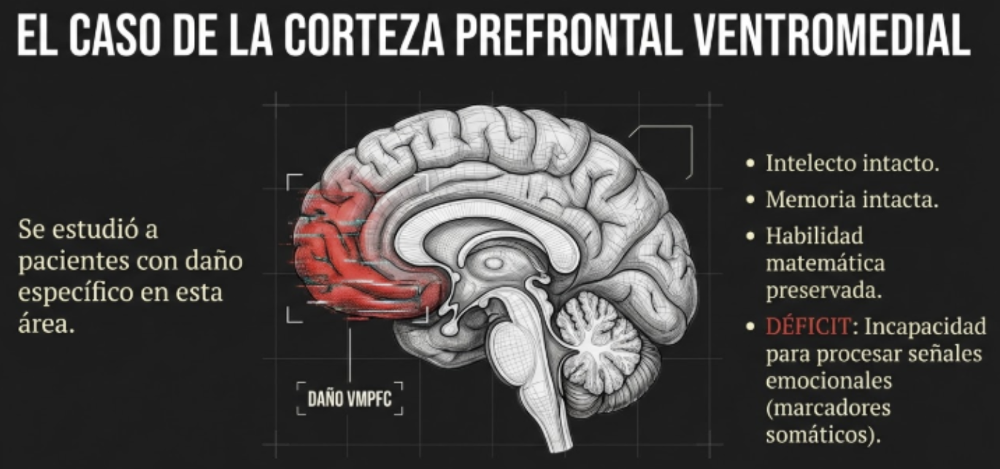 EL CASO DE LA CORTEZA PREFRONTAL VENTROMEDIAL
Se estudió a
pacientes con daño
específico en esta
área.
DAÑO VMPFC
• Intelecto intacto.
• Memoria intacta.
• Habilidad
matemática
preservada.
• DÉFICIT: Incapacidad
para procesar señales
emocionales
(marcadores
somáticos).